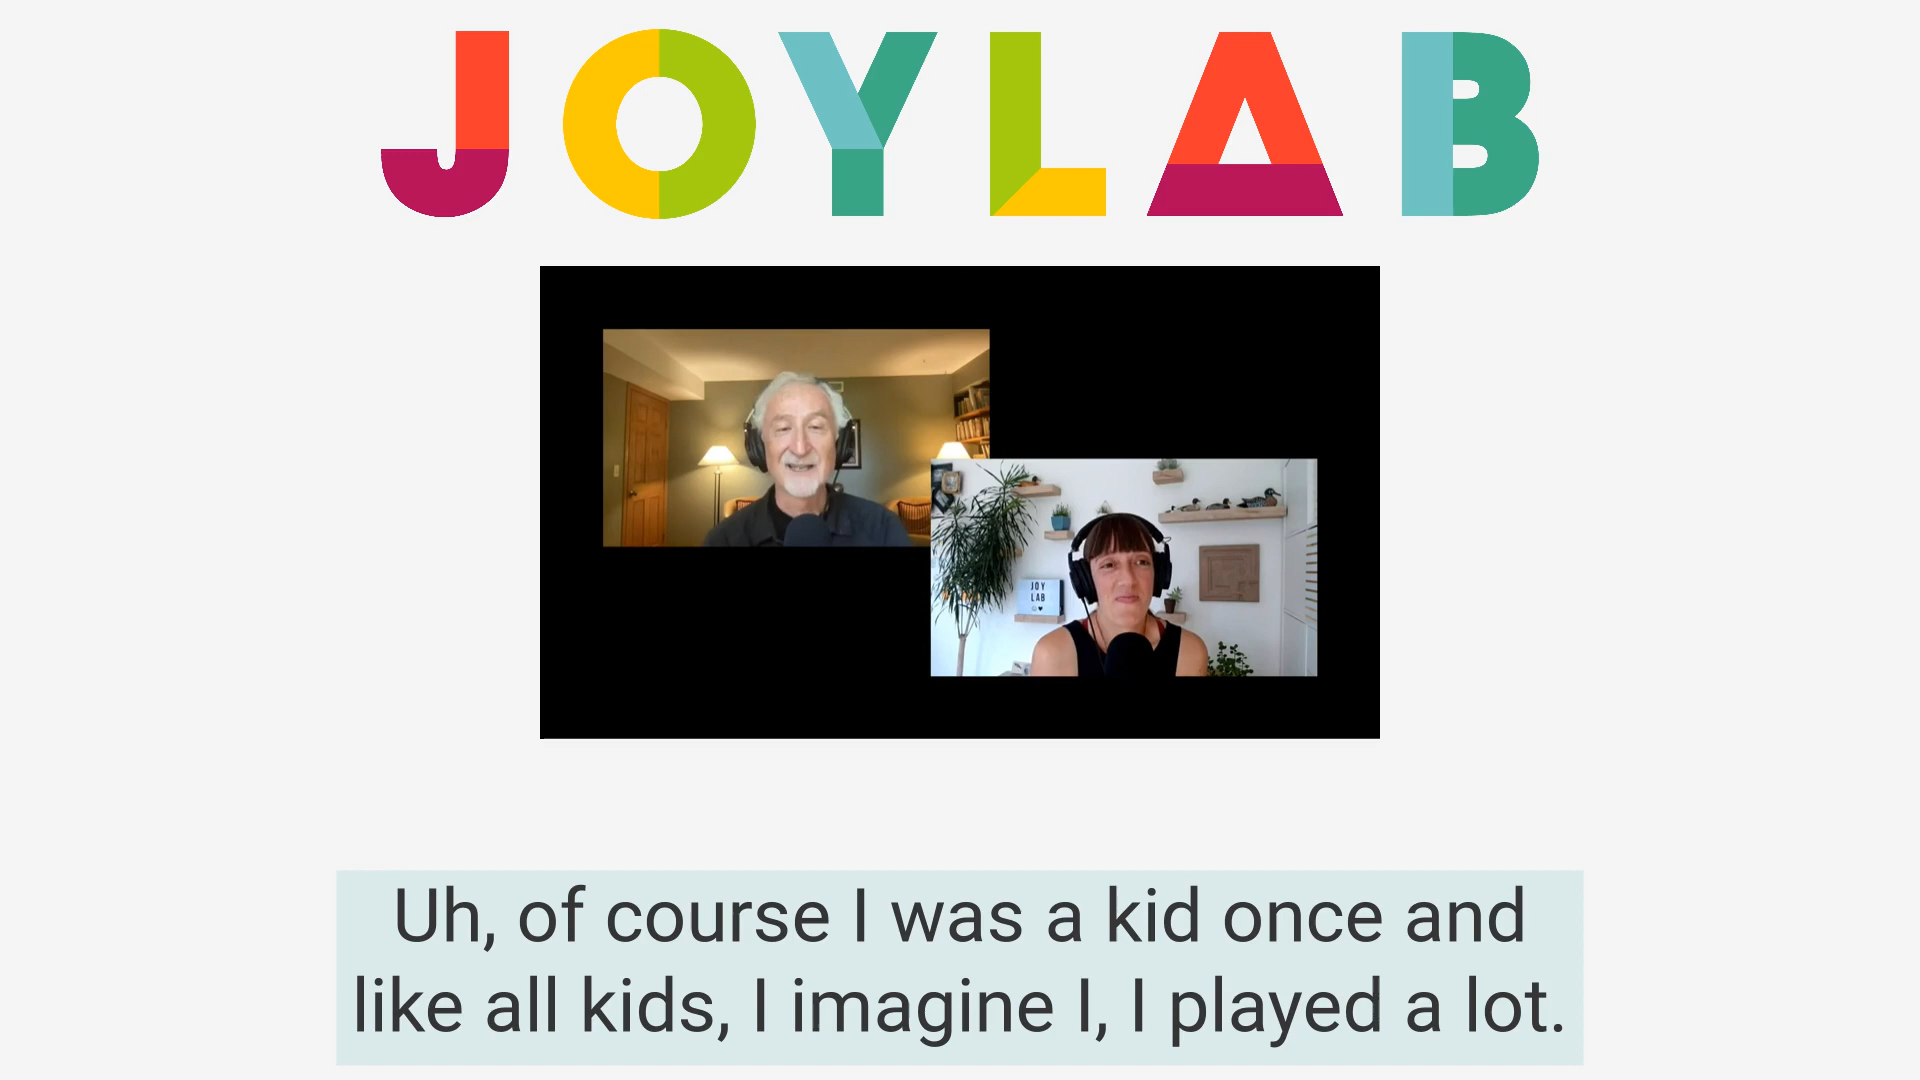 JOYLAB
JOY
LAB
Uh, of course I was a kid once and
like all kids, I imagine I, I played a lot.